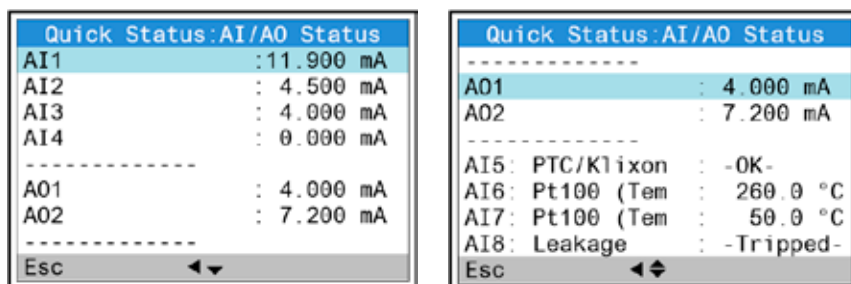 Quick Status:AI/AO Status
AI1 :11.900 mA
AI2 : 4.500 mA
AI3 : 4.000 mA
AI4 : 0.000 mA
-------------
AO1 : 4.000 mA
AO2 : 7.200 mA
-------------
Esc
Quick Status:AI/AO Status
-------------
AO1 : 4.000 mA
AO2 : 7.200 mA
-------------
AI5: PTC/Klixon : -OK-
AI6: Pt100 (Tem : 260.0 °C
AI7: Pt100 (Tem : 50.0 °C
AI8: Leakage : -Tripped-
Esc